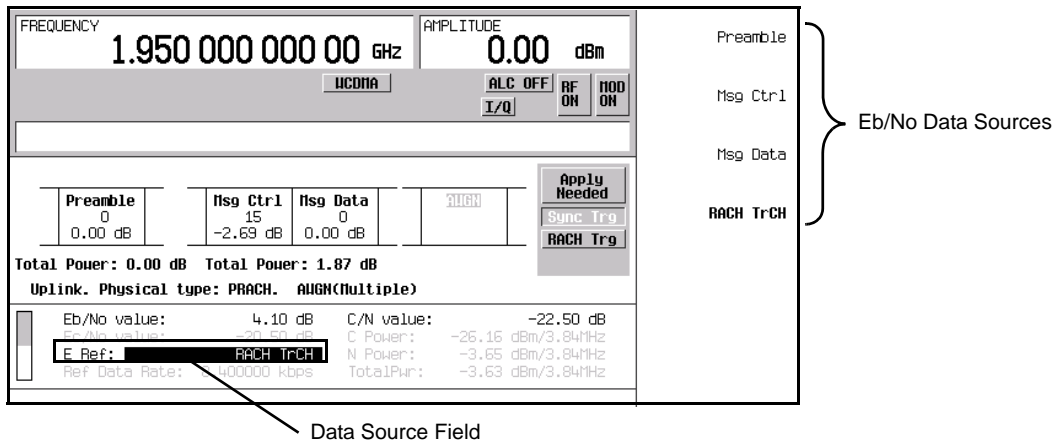 FREQUENCY
1.950 000 000 00 GHz
AMPLITUDE
0.00 dBm
WCDMA
ALC OFF
I/Q
RF ON
MOD ON
Preamble
Msg Ctrl
Msg Data
RACH TrCH
Eb/No Data Sources
Preamble
0
0.00 dB
Msg Ctrl
15
-2.69 dB
Msg Data
0
0.00 dB
AWGN
Apply Needed
Sync Trg
RACH Trg
Total Power: 0.00 dB Total Power: 1.87 dB
Uplink. Physical type: PRACH. AWGN(Multiple)
Eb/No value: 4.10 dB C/N value: -22.50 dB
Ec/No value: -20.50 dB C Power: -26.16 dBm/3.84MHz
E Ref: RACH TrCH N Power: -3.65 dBm/3.84MHz
Ref Data Rate: 400000 kbps TotalPwr: -3.63 dBm/3.84MHz
Data Source Field